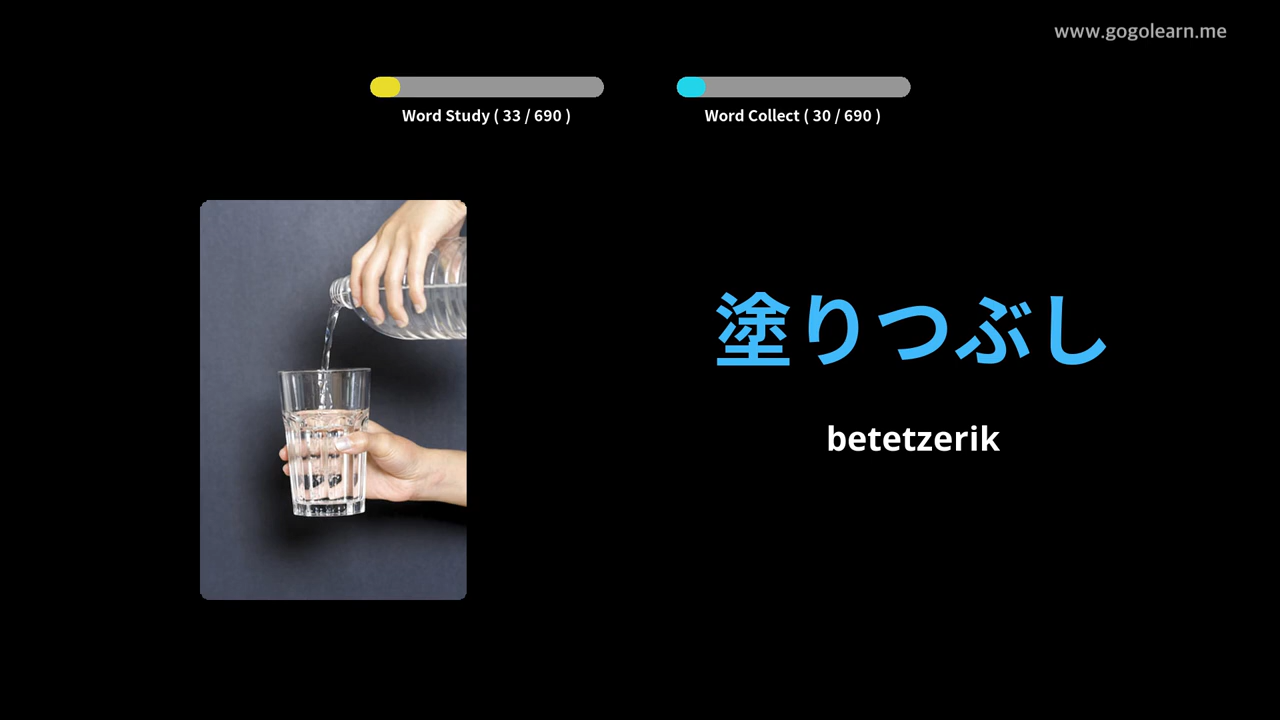 www.gogolearn.me
Word Study ( 33 / 690 )
Word Collect ( 30 / 690 )
塗りつぶし
betetzerik